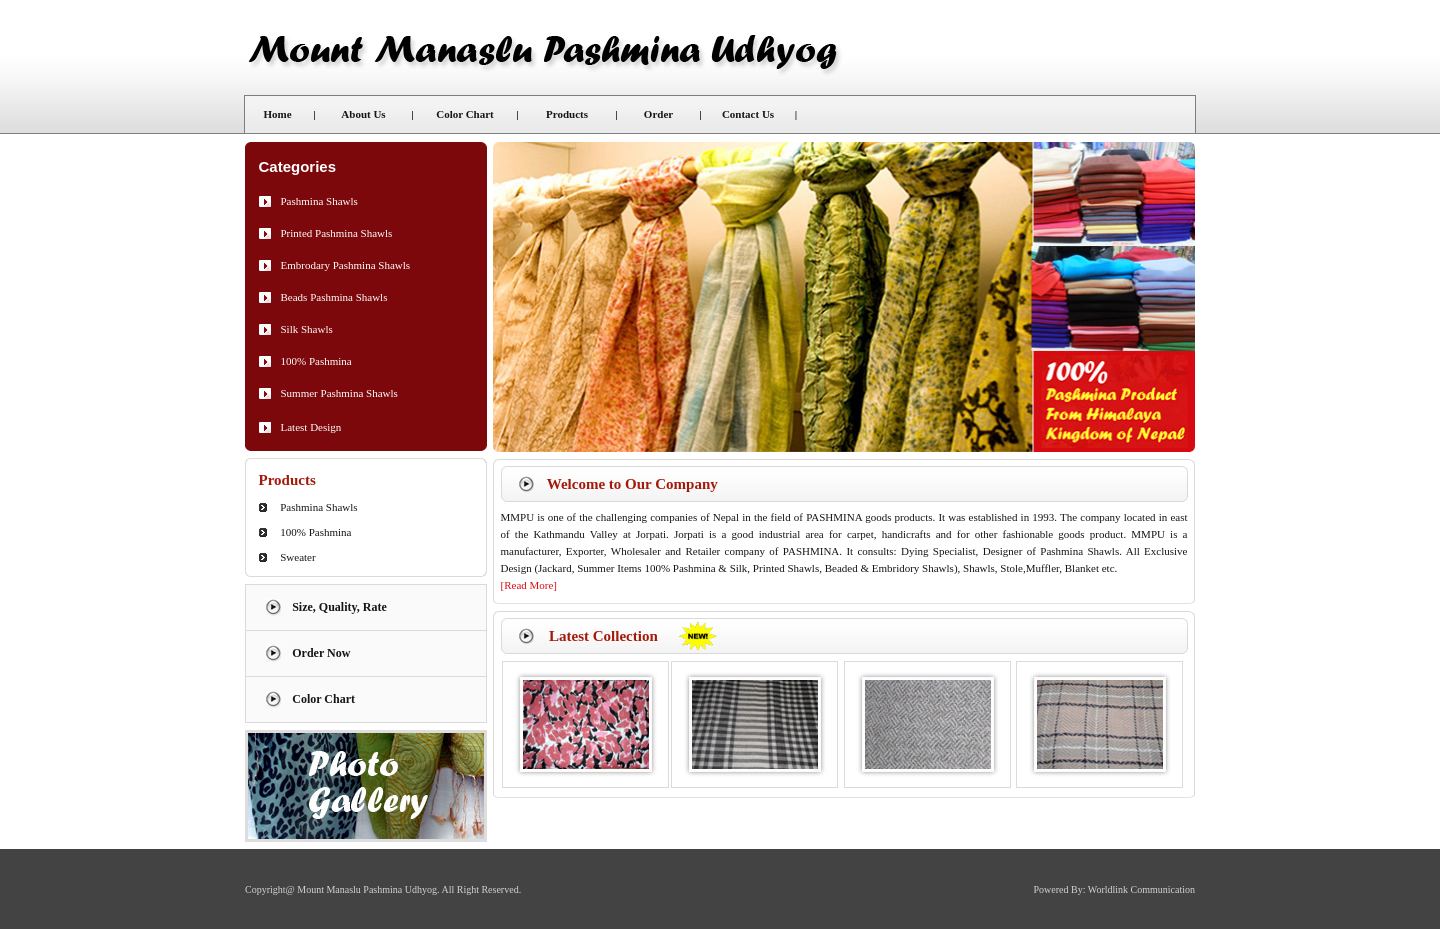 Mount Manaslu Pashmina Udhyog
Home | About Us | Color Chart | Products | Order | Contact Us |
Categories
Pashmina Shawls
Printed Pashmina Shawls
Embrodary Pashmina Shawls
Beads Pashmina Shawls
Silk Shawls
100% Pashmina
Summer Pashmina Shawls
Latest Design
100%
Pashmina Product
From Himalaya
Kingdom of Nepal
Products
Pashmina Shawls
100% Pashmina
Sweater
Size, Quality, Rate
Order Now
Color Chart
Photo
Gallery
Welcome to Our Company
MMPU is one of the challenging companies of Nepal in the field of PASHMINA goods products. It was established in 1993. The company located in east
of the Kathmandu Valley at Jorpati. Jorpati is a good industrial area for carpet, handicrafts and for other fashionable goods product. MMPU is a
manufacturer, Exporter, Wholesaler and Retailer company of PASHMINA. It consults: Dying Specialist, Designer of Pashmina Shawls. All Exclusive
Design (Jackard, Summer Items 100% Pashmina & Silk, Printed Shawls, Beaded & Embridory Shawls), Shawls, Stole,Muffler, Blanket etc.
[Read More]
Latest Collection NEW!
Copyright@ Mount Manaslu Pashmina Udhyog. All Right Reserved.
Powered By: Worldlink Communication